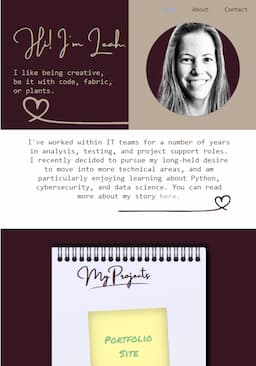 About Contact
Hi! I'm Leah.
I like being creative,
be it with code, fabric,
or plants.
I've worked within IT teams for a number of years
in analysis, testing, and project support roles.
I recently decided to pursue my long-held desire
to move into more technical areas, and am
particularly enjoying learning about Python,
cybersecurity, and data science. You can read
more about my story here.
My Projects
Portfolio
Site